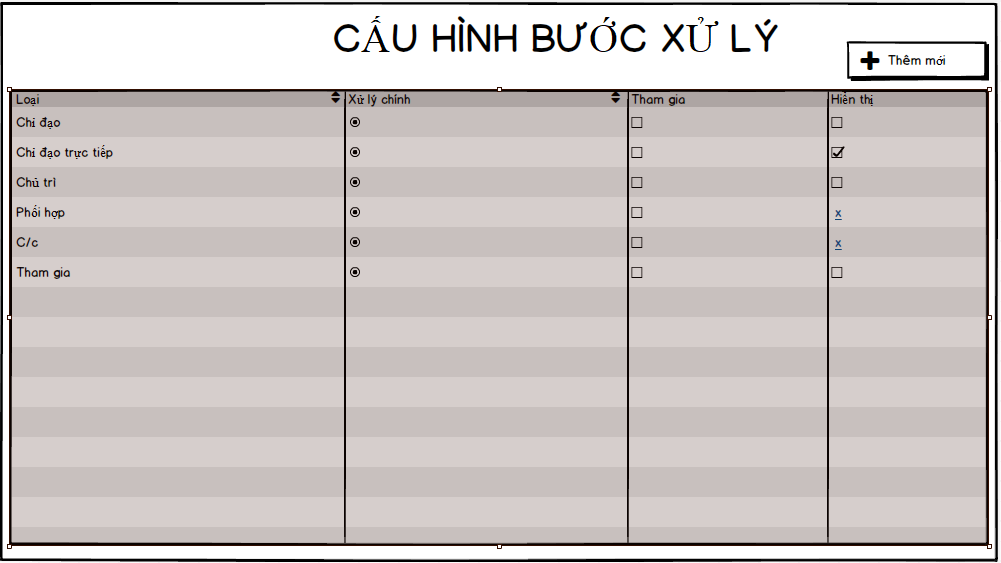 CẤU HÌNH BƯỚC XỬ LÝ
Thêm mới
Loại Xử lý chính Tham gia Hiển thị
Chỉ đạo
Chỉ đạo trực tiếp
Chủ trì
Phối hợp x
C/c x
Tham gia